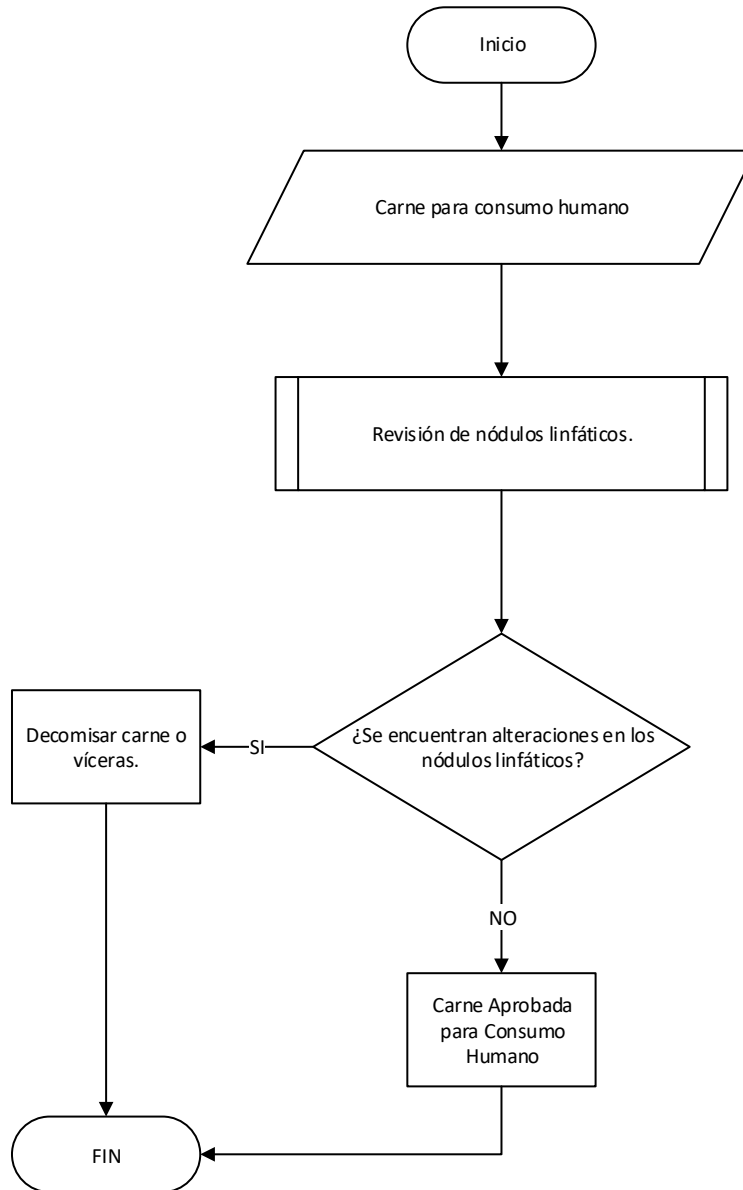 Inicio
Carne para consumo humano
Revisión de nódulos linfáticos.
¿Se encuentran alteraciones en los
nódulos linfáticos?
SI
Decomisar carne o
víceras.
NO
Carne Aprobada
para Consumo
Humano
FIN